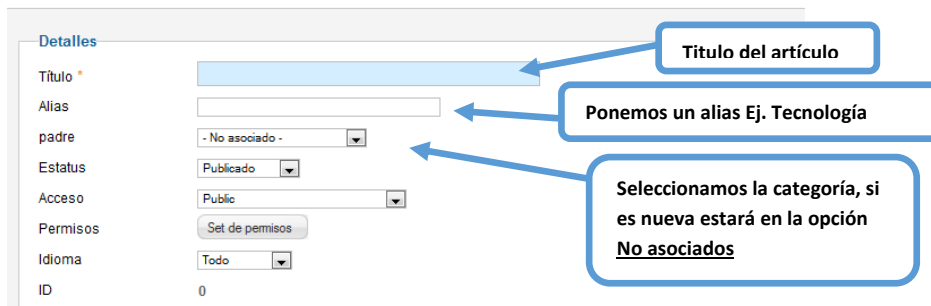 Detalles
Título *
Titulo del artículo
Alias
Ponemos un alias Ej. Tecnología
padre
- No asociado -
Estatus
Publicado
Seleccionamos la categoría, si
es nueva estará en la opción
No asociados
Acceso
Public
Permisos
Set de permisos
Idioma
Todo
ID
0